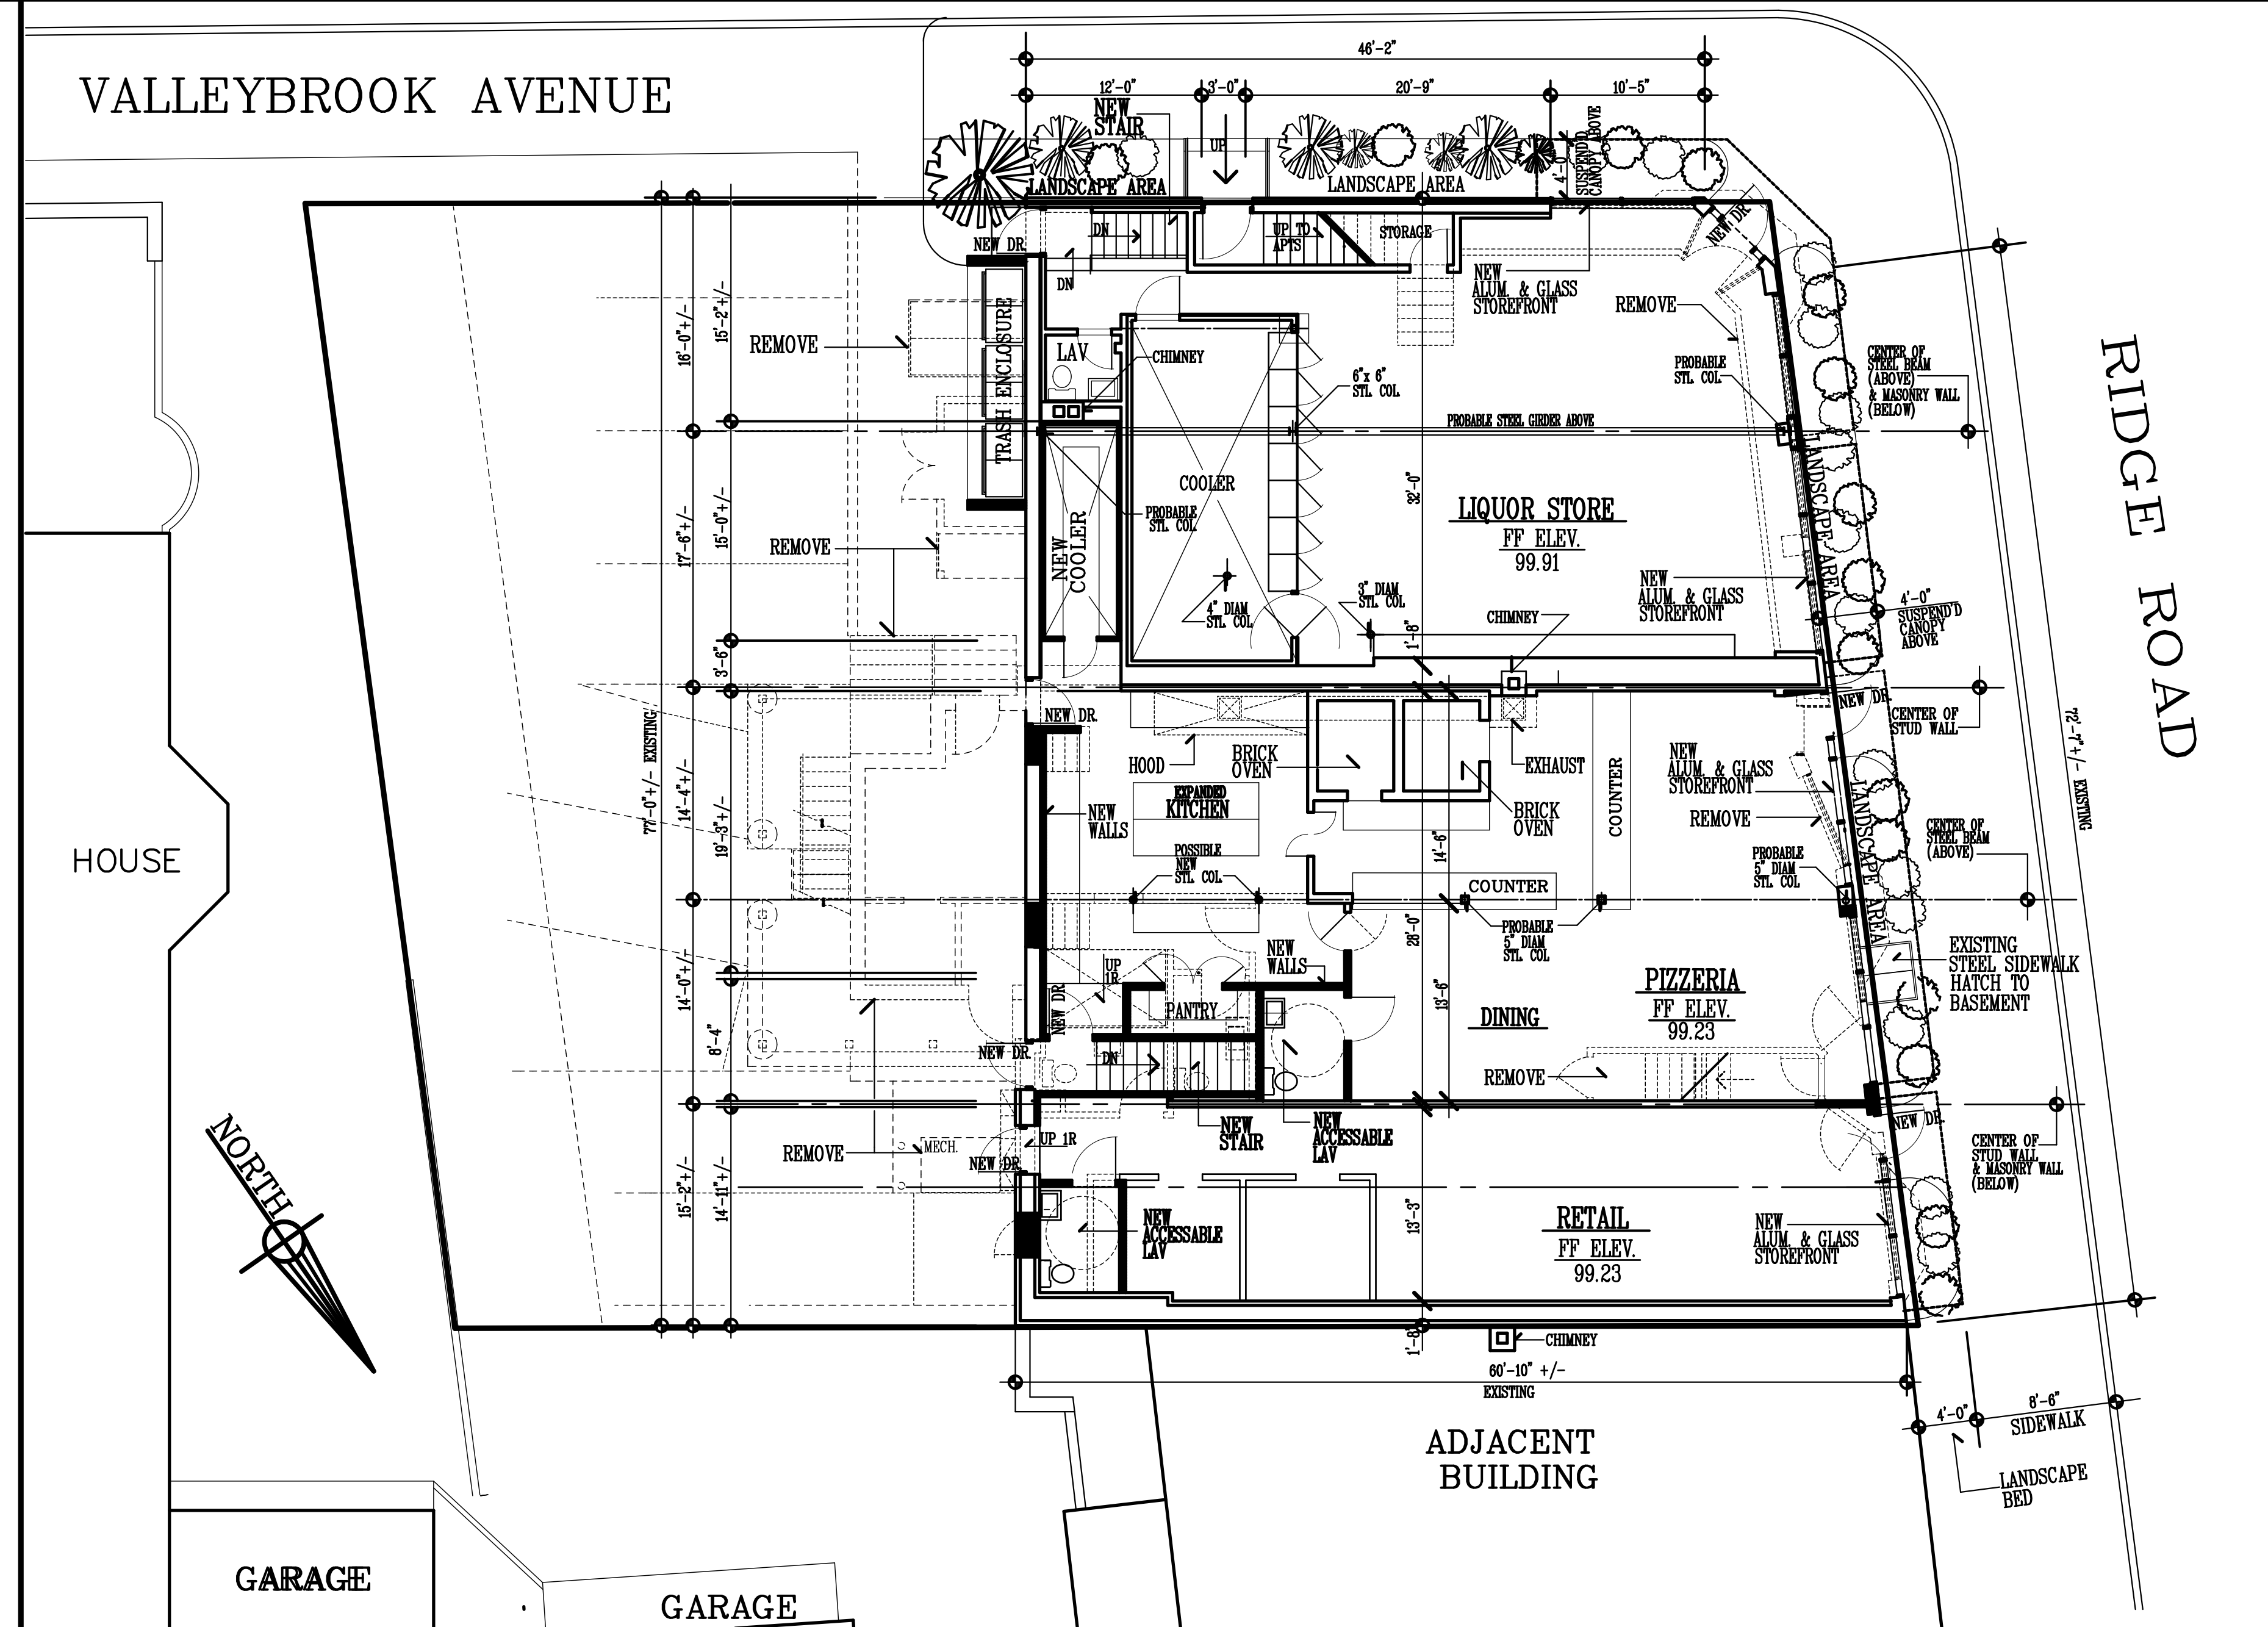 46'-2"
12'-0"
3'-0"
20'-9"
10'-5"
VALLEYBROOK AVENUE
NEW
STAIR
UP
4'-0"
SUSPEND'D
CANOPY ABOVE
LANDSCAPE AREA
LANDSCAPE AREA
NEW DR.
DN
UP TO
APTS
STORAGE
NEW DR.
DN
NEW
ALUM. & GLASS
STOREFRONT
REMOVE
16'-0"+/-
15'-2"+/-
REMOVE
TRASH ENCLOSURE
LAV
CHIMNEY
6"x 6"
STL. COL.
PROBABLE
STL. COL.
CENTER OF
STEEL BEAM
(ABOVE)
& MASONRY WALL
(BELOW)
RIDGE ROAD
PROBABLE STEEL GIRDER ABOVE
COOLER
32'-0"
LIQUOR STORE
FF ELEV.
99.91
LANDSCAPE AREA
17'-6"+/-
15'-0"+/-
REMOVE
NEW
COOLER
PROBABLE
STL. COL.
4" DIAM
STL. COL.
3" DIAM
STL. COL.
CHIMNEY
NEW
ALUM. & GLASS
STOREFRONT
4'-0"
SUSPEND'D
CANOPY
ABOVE
3'-6"
1'-8"
NEW DR.
NEW DR.
CENTER OF
STUD WALL
72'-7"+/- EXISTING
77'-0"+/- EXISTING
14'-4"+/-
19'-3"+/-
HOOD
BRICK
OVEN
EXHAUST
COUNTER
NEW
ALUM. & GLASS
STOREFRONT
REMOVE
EXPANDED
KITCHEN
NEW
WALLS
BRICK
OVEN
14'-6"
LANDSCAPE AREA
CENTER OF
STEEL BEAM
(ABOVE)
POSSIBLE
NEW
STL. COL.
PROBABLE
5" DIAM
STL. COL.
HOUSE
COUNTER
28'-0"
PROBABLE
5" DIAM
STL. COL.
NEW
WALLS
EXISTING
STEEL SIDEWALK
HATCH TO
BASEMENT
14'-0"+/-
8'-4"
UP
1R
NEW DR.
PANTRY
13'-6"
DINING
PIZZERIA
FF ELEV.
99.23
NEW DR.
DN
REMOVE
NORTH
REMOVE
MECH.
UP 1R
NEW DR.
NEW
STAIR
NEW
ACCESSABLE
LAV
NEW DR.
CENTER OF
STUD WALL
& MASONRY WALL
(BELOW)
15'-2"+/-
14'-11"+/-
NEW
ACCESSABLE
LAV
13'-3"
RETAIL
FF ELEV.
99.23
NEW
ALUM. & GLASS
STOREFRONT
1'-8"
CHIMNEY
60'-10" +/-
EXISTING
4'-0"
8'-6"
SIDEWALK
ADJACENT
BUILDING
LANDSCAPE
BED
GARAGE
GARAGE